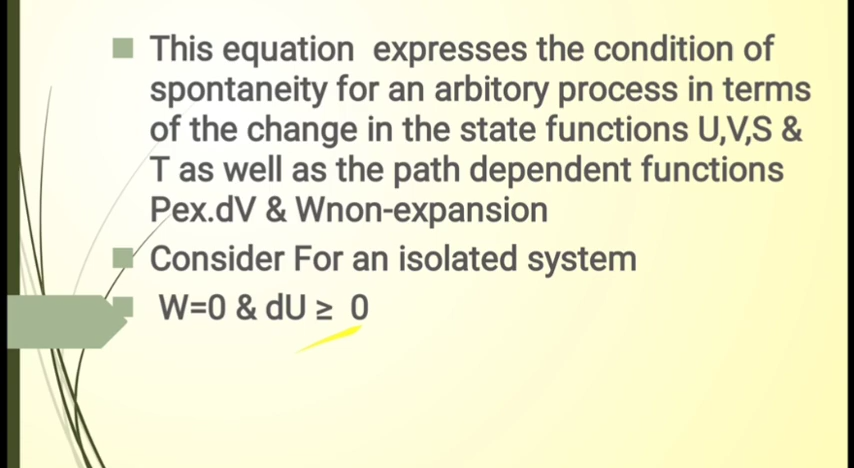 This equation expresses the condition of
spontaneity for an arbitory process in terms
of the change in the state functions U,V,S &
T as well as the path dependent functions
Pex.dV & Wnon-expansion
Consider For an isolated system
W=0 & dU ≥ 0